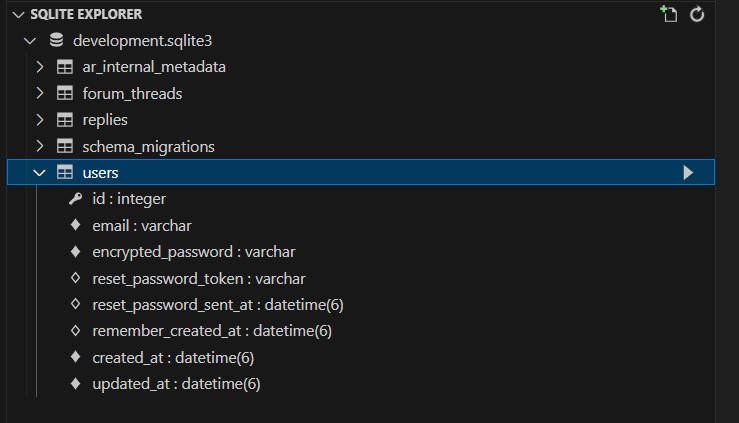 SQLITE EXPLORER
development.sqlite3
ar_internal_metadata
forum_threads
replies
schema_migrations
users
id : integer
email : varchar
encrypted_password : varchar
reset_password_token : varchar
reset_password_sent_at : datetime(6)
remember_created_at : datetime(6)
created_at : datetime(6)
updated_at : datetime(6)